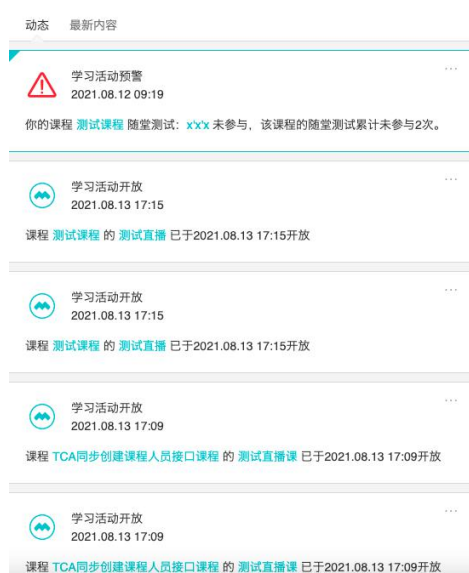 动态 最新内容
学习活动预警
2021.08.12 09:19
你的课程 测试课程 随堂测试：x'x'x 未参与，该课程的随堂测试累计未参与2次。
学习活动开放
2021.08.13 17:15
课程 测试课程 的 测试直播 已于2021.08.13 17:15开放
学习活动开放
2021.08.13 17:15
课程 测试课程 的 测试直播 已于2021.08.13 17:15开放
学习活动开放
2021.08.13 17:09
课程 TCA同步创建课程人员接口课程 的 测试直播课 已于2021.08.13 17:09开放
学习活动开放
2021.08.13 17:09
课程 TCA同步创建课程人员接口课程 的 测试直播课 已于2021.08.13 17:09开放